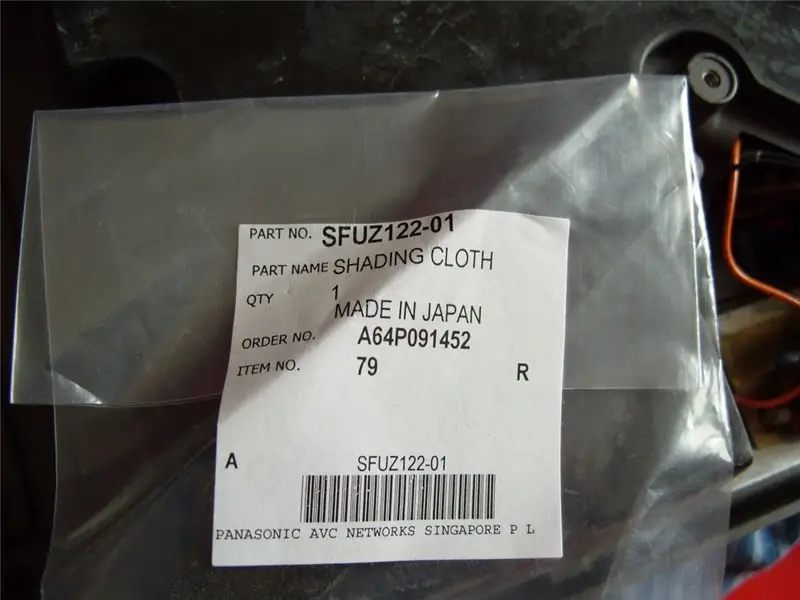 PART NO. SFUZ122-01
PART NAME SHADING CLOTH
QTY 1
MADE IN JAPAN
ORDER NO. A64P091452
ITEM NO. 79 R
A SFUZ122-01
PANASONIC AVC NETWORKS SINGAPORE P L